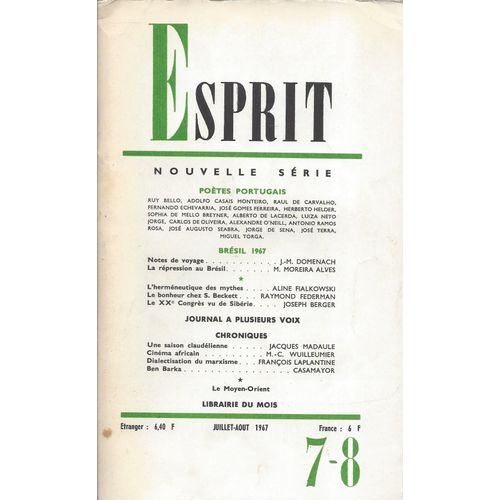 ESPRIT
NOUVELLE SÉRIE
POÈTES PORTUGAIS
RUY BELLO, ADOLFO CASAIS MONTEIRO, RAUL DE CARVALHO,
FERNANDO ECHEVARRIA, JOSÉ GOMES FERREIRA, HERBERTO HELDER,
SOPHIA DE MELLO BREYNER, ALBERTO DE LACERDA, LUIZA NETO
JORGE, CARLOS DE OLIVEIRA, ALEXANDRE O'NEILL, ANTONIO RAMOS
ROSA, JOSÉ AUGUSTO SEABRA, JORGE DE SENA, JOSÉ TERRA,
MIGUEL TORGA.
BRÉSIL 1967
Notes de voyage . . . . . . . . . . . J.-M. DOMENACH
La répression au Brésil. . . . . M. MOREIRA ALVES
★
L'herméneutique des mythes . . . . ALINE FIALKOWSKI
Le bonheur chez S. Beckett. . . RAYMOND FEDERMAN
Le XXe Congrès vu de Sibérie. . . . JOSEPH BERGER
JOURNAL A PLUSIEURS VOIX
CHRONIQUES
Une saison claudélienne . . . . . JACQUES MADAULE
Cinéma africain . . . . . . . . M.-C. WUILLEUMIER
Dialectisation du marxisme . . FRANÇOIS LAPLANTINE
Ben Barka . . . . . . . . . . . . . . CASAMAYOR
★
Le Moyen-Orient
LIBRAIRIE DU MOIS
Etranger : 6,40 F JUILLET-AOUT 1967 France : 6 F
7-8